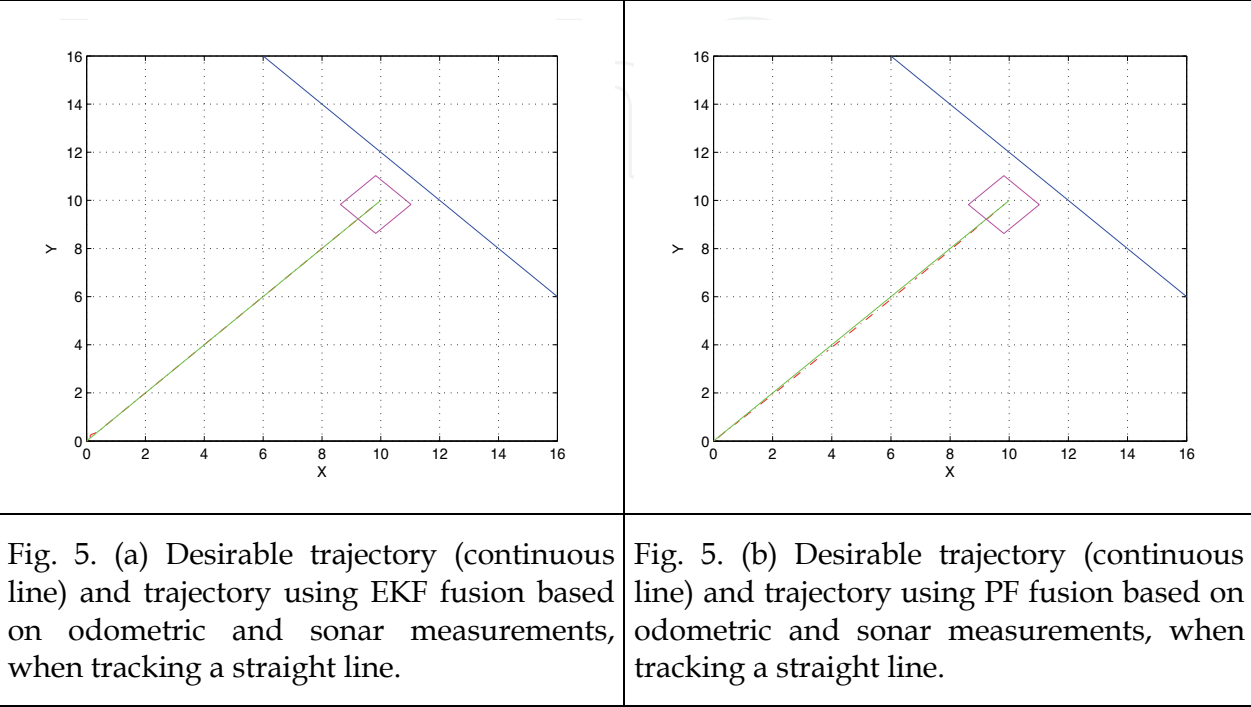 16
14
12
10
8
6
4
2
0
Y
0 2 4 6 8 10 12 14 16
X
16
14
12
10
8
6
4
2
0
Y
0 2 4 6 8 10 12 14 16
X
Fig. 5. (a) Desirable trajectory (continuous
line) and trajectory using EKF fusion based
on odometric and sonar measurements,
when tracking a straight line.
Fig. 5. (b) Desirable trajectory (continuous
line) and trajectory using PF fusion based on
odometric and sonar measurements, when
tracking a straight line.